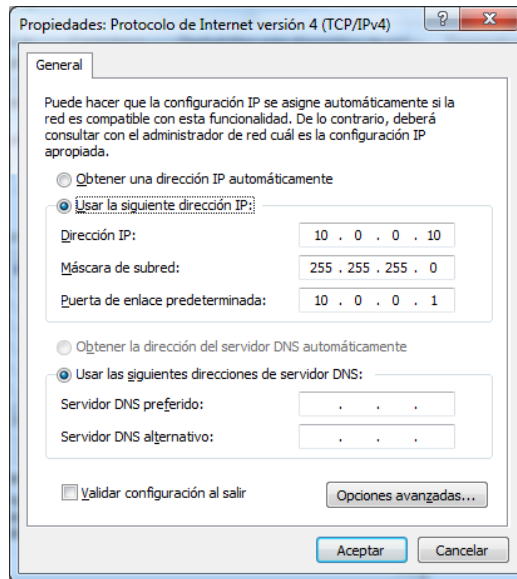 Propiedades: Protocolo de Internet versión 4 (TCP/IPv4)
General
Puede hacer que la configuración IP se asigne automáticamente si la
red es compatible con esta funcionalidad. De lo contrario, deberá
consultar con el administrador de red cuál es la configuración IP
apropiada.
Obtener una dirección IP automáticamente
Usar la siguiente dirección IP:
Dirección IP: 10 . 0 . 0 . 10
Máscara de subred: 255 . 255 . 255 . 0
Puerta de enlace predeterminada: 10 . 0 . 0 . 1
Obtener la dirección del servidor DNS automáticamente
Usar las siguientes direcciones de servidor DNS:
Servidor DNS preferido: . . .
Servidor DNS alternativo: . . .
Validar configuración al salir Opciones avanzadas...
Aceptar Cancelar